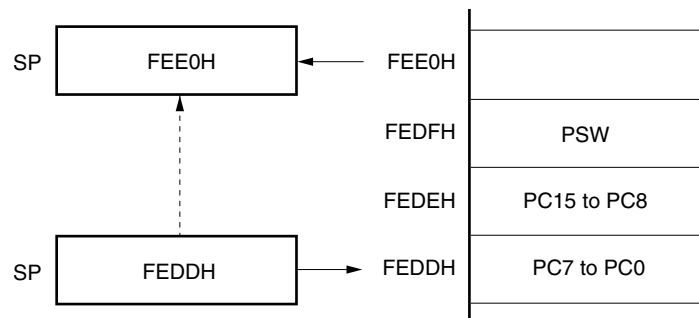 SP FEE0H FEE0H
FEDFH PSW
FEDEH PC15 to PC8
SP FEDDH FEDDH PC7 to PC0